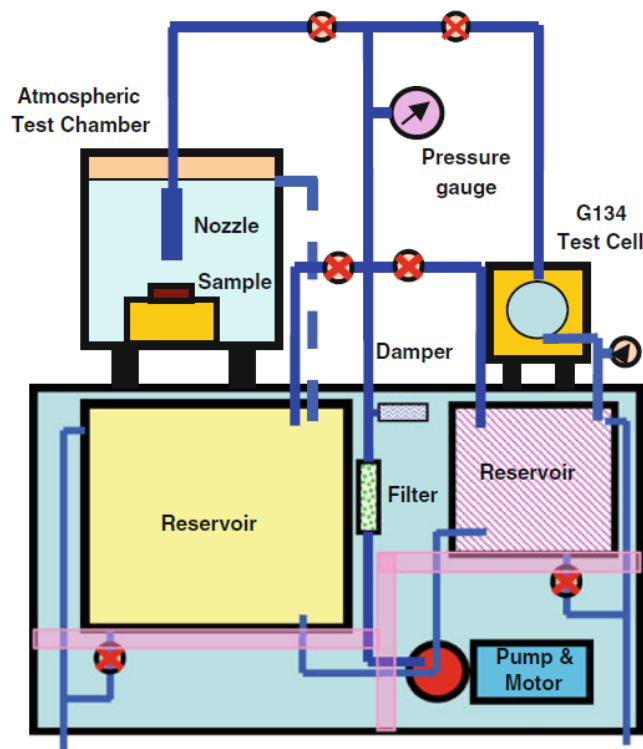 Atmospheric
Test Chamber
Pressure
gauge
G134
Test Cell
Nozzle
Sample
Damper
Reservoir
Filter
Reservoir
Pump &
Motor